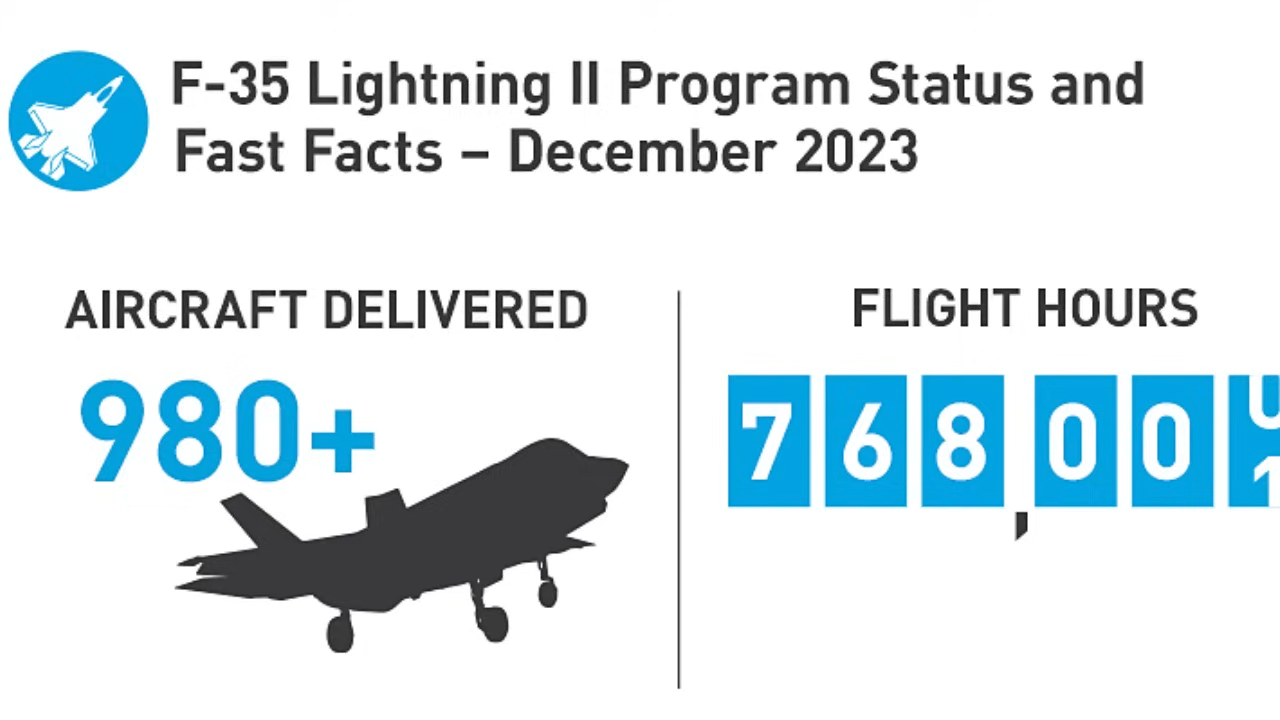 F-35 Lightning II Program Status and
Fast Facts – December 2023
AIRCRAFT DELIVERED
980+
FLIGHT HOURS
768,00